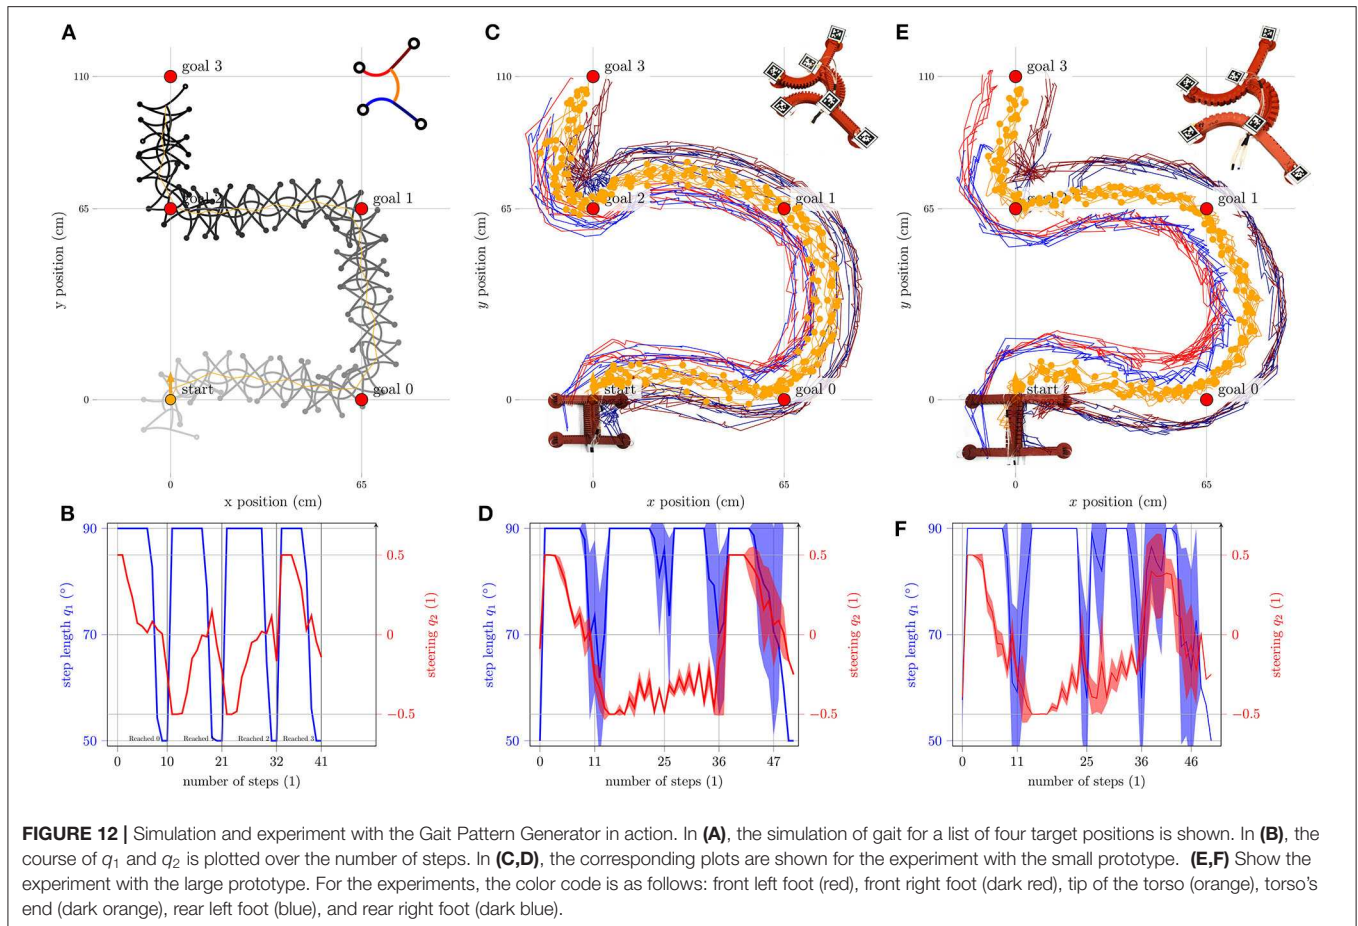 A
goal 3
110
goal 2
goal 1
65
y position (cm)
start
goal 0
0
0
65
x position (cm)
B
90
70
50
step length q1 (°)
0.5
0
−0.5
steering q2 (1)
Reached 0
Reached
Reached 2
Reached 3
0
10
21
32
41
number of steps (1)
C
goal 3
110
goal 2
goal 1
65
y position (cm)
start
goal 0
0
0
65
x position (cm)
D
90
70
50
step length q1 (°)
0.5
0
−0.5
steering q2 (1)
0
11
25
36
47
number of steps (1)
E
goal 3
110
goal 1
65
y position (cm)
start
goal 0
0
0
65
x position (cm)
F
90
70
50
step length q1 (°)
0.5
0
−0.5
steering q2 (1)
0
11
25
36
46
number of steps (1)
FIGURE 12 | Simulation and experiment with the Gait Pattern Generator in action. In (A), the simulation of gait for a list of four target positions is shown. In (B), the
course of q1 and q2 is plotted over the number of steps. In (C,D), the corresponding plots are shown for the experiment with the small prototype. (E,F) Show the
experiment with the large prototype. For the experiments, the color code is as follows: front left foot (red), front right foot (dark red), tip of the torso (orange), torso's
end (dark orange), rear left foot (blue), and rear right foot (dark blue).